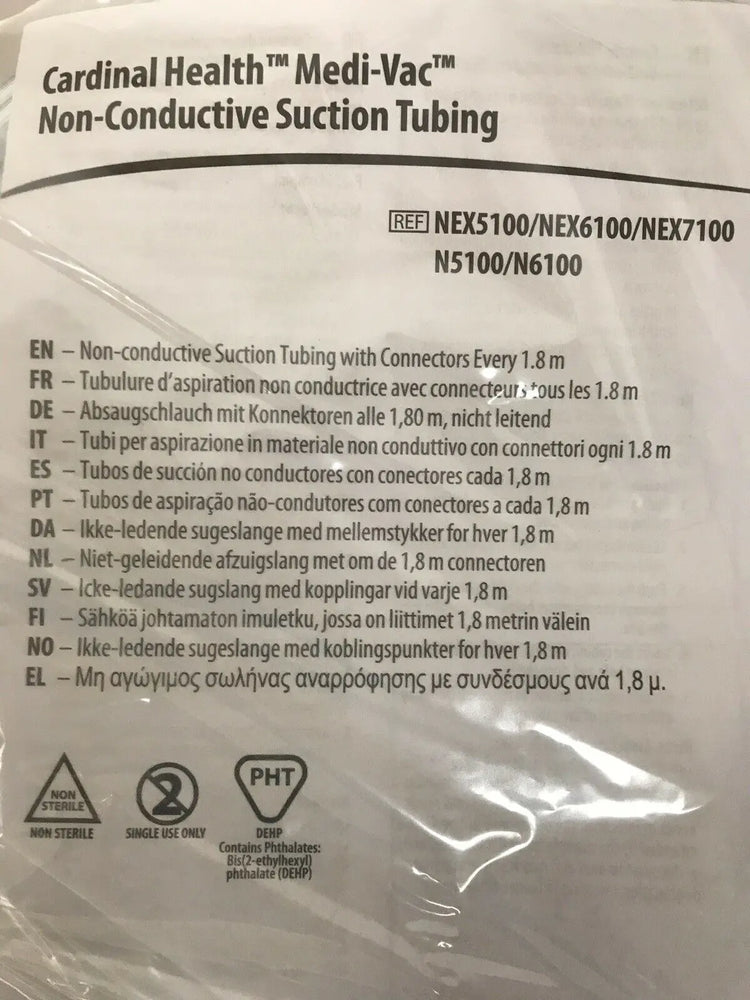 Cardinal Health™ Medi-Vac™
Non-Conductive Suction Tubing
REF NEX5100/NEX6100/NEX7100
N5100/N6100
EN – Non-conductive Suction Tubing with Connectors Every 1.8 m
FR – Tubulure d'aspiration non conductrice avec connecteurs tous les 1.8 m
DE – Absaugschlauch mit Konnektoren alle 1,80 m, nicht leitend
IT – Tubi per aspirazione in materiale non conduttivo con connettori ogni 1.8 m
ES – Tubos de succión no conductores con conectores cada 1,8 m
PT – Tubos de aspiração não-condutores com conectores a cada 1,8 m
DA – Ikke-ledende sugeslange med mellemstykker for hver 1,8 m
NL – Niet-geleidende afzuigslang met om de 1,8 m connectoren
SV – Icke-ledande sugslang med kopplingar vid varje 1,8 m
FI – Sähköä johtamaton imuletku, jossa on liittimet 1,8 metrin välein
NO – Ikke-ledende sugeslange med koblingspunkter for hver 1,8 m
EL – Μη αγώγιμος σωλήνας αναρρόφησης με συνδέσμους ανά 1,8 μ.
NON
STERILE
NON STERILE
2
SINGLE USE ONLY
PHT
DEHP
Contains Phthalates:
Bis(2-ethylhexyl)
phthalate (DEHP)